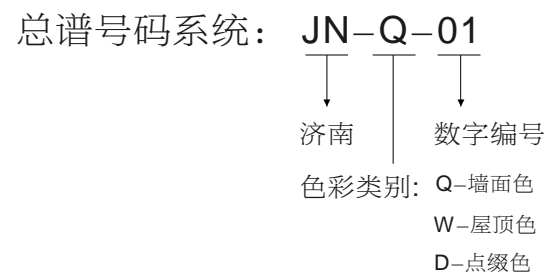 总谱号码系统： JN–Q–01
济南 数字编号
色彩类别: Q–墙面色
W–屋顶色
D–点缀色